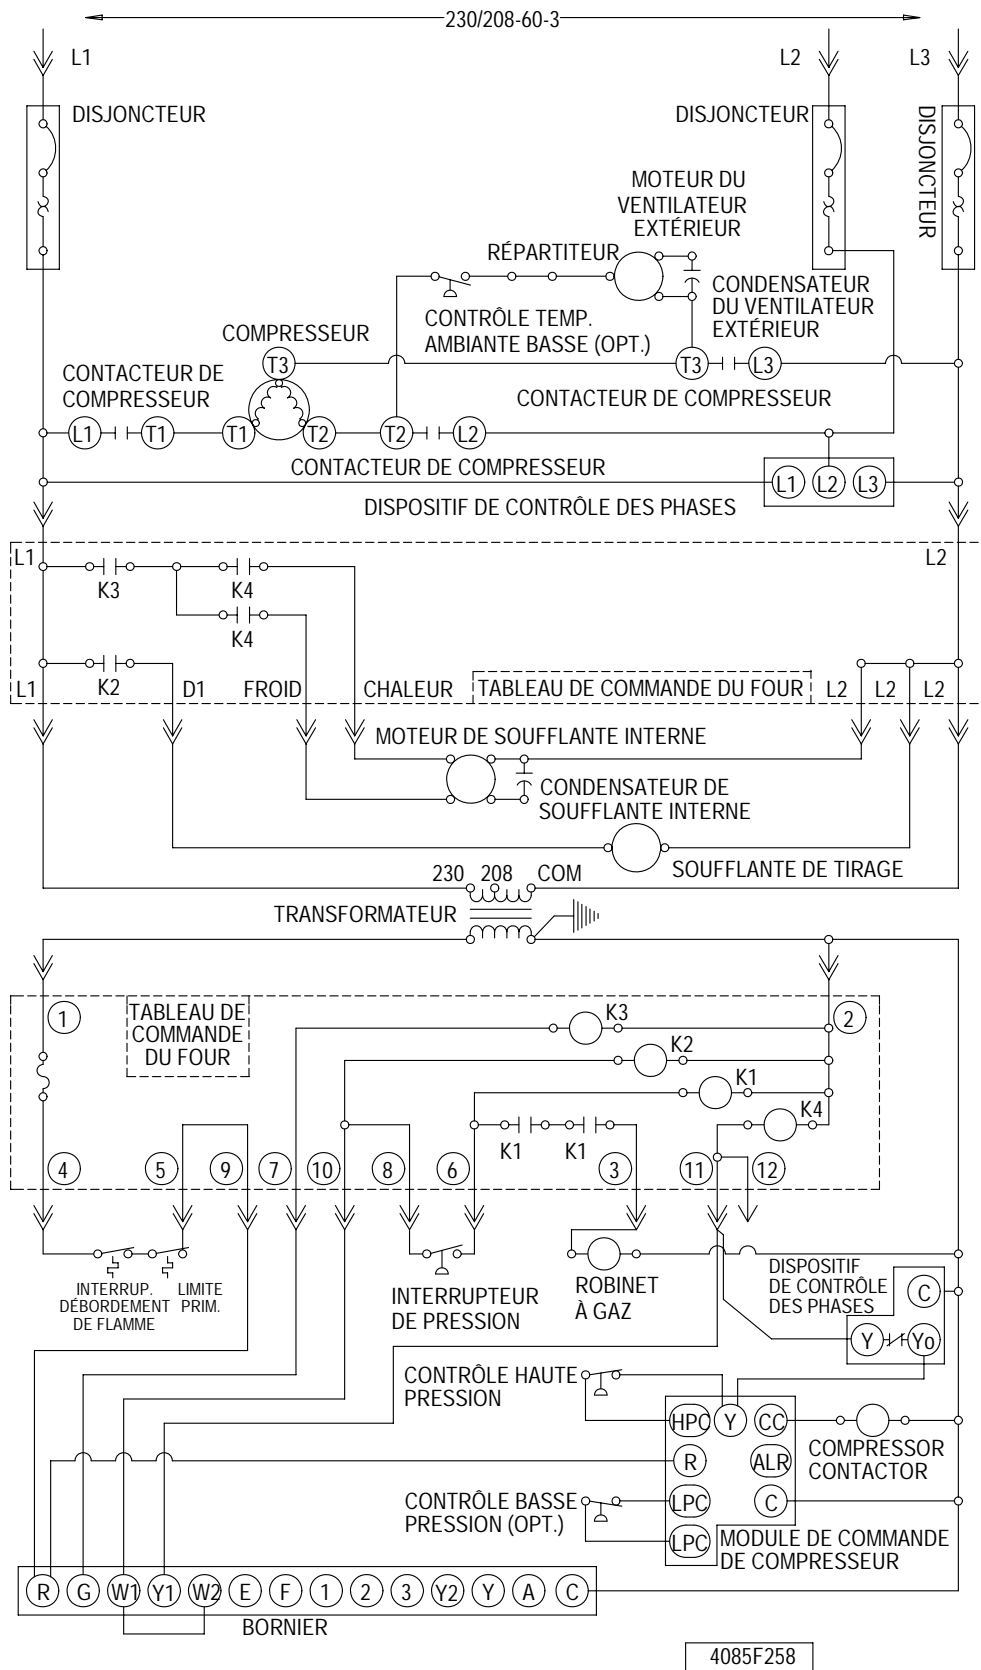 230/208-60-3
L1
L2
L3
DISJONCTEUR
DISJONCTEUR
DISJONCTEUR
MOTEUR DU
VENTILATEUR
EXTÉRIEUR
RÉPARTITEUR
CONDENSATEUR
DU VENTILATEUR
EXTÉRIEUR
CONTRÔLE TEMP.
AMBIANTE BASSE (OPT.)
COMPRESSEUR
T3
T3
L3
CONTACTEUR DE
COMPRESSEUR
CONTACTEUR DE COMPRESSEUR
L1
T1
T1
T2
T2
L2
CONTACTEUR DE COMPRESSEUR
L1
L2
L3
DISPOSITIF DE CONTRÔLE DES PHASES
L1
L2
K3
K4
K4
K2
L1
D1
FROID
CHALEUR
TABLEAU DE COMMANDE DU FOUR
L2
L2
L2
MOTEUR DE SOUFFLANTE INTERNE
CONDENSATEUR DE
SOUFFLANTE INTERNE
SOUFFLANTE DE TIRAGE
230
208
COM
TRANSFORMATEUR
1
TABLEAU DE
COMMANDE
DU FOUR
K3
2
K2
K1
K4
K1
K1
4
5
9
7
10
8
6
3
11
12
INTERRUP.
DÉBORDEMENT
DE FLAMME
LIMITE
PRIM.
INTERRUPTEUR
DE PRESSION
ROBINET
À GAZ
DISPOSITIF
DE CONTRÔLE
DES PHASES
C
Y
Yo
CONTRÔLE HAUTE
PRESSION
HPC
Y
CC
COMPRESSOR
CONTACTOR
R
ALR
CONTRÔLE BASSE
PRESSION (OPT.)
LPC
C
LPC
MODULE DE COMMANDE
DE COMPRESSEUR
R
G
W1
Y1
W2
E
F
1
2
3
Y2
Y
A
C
BORNIER
4085F258